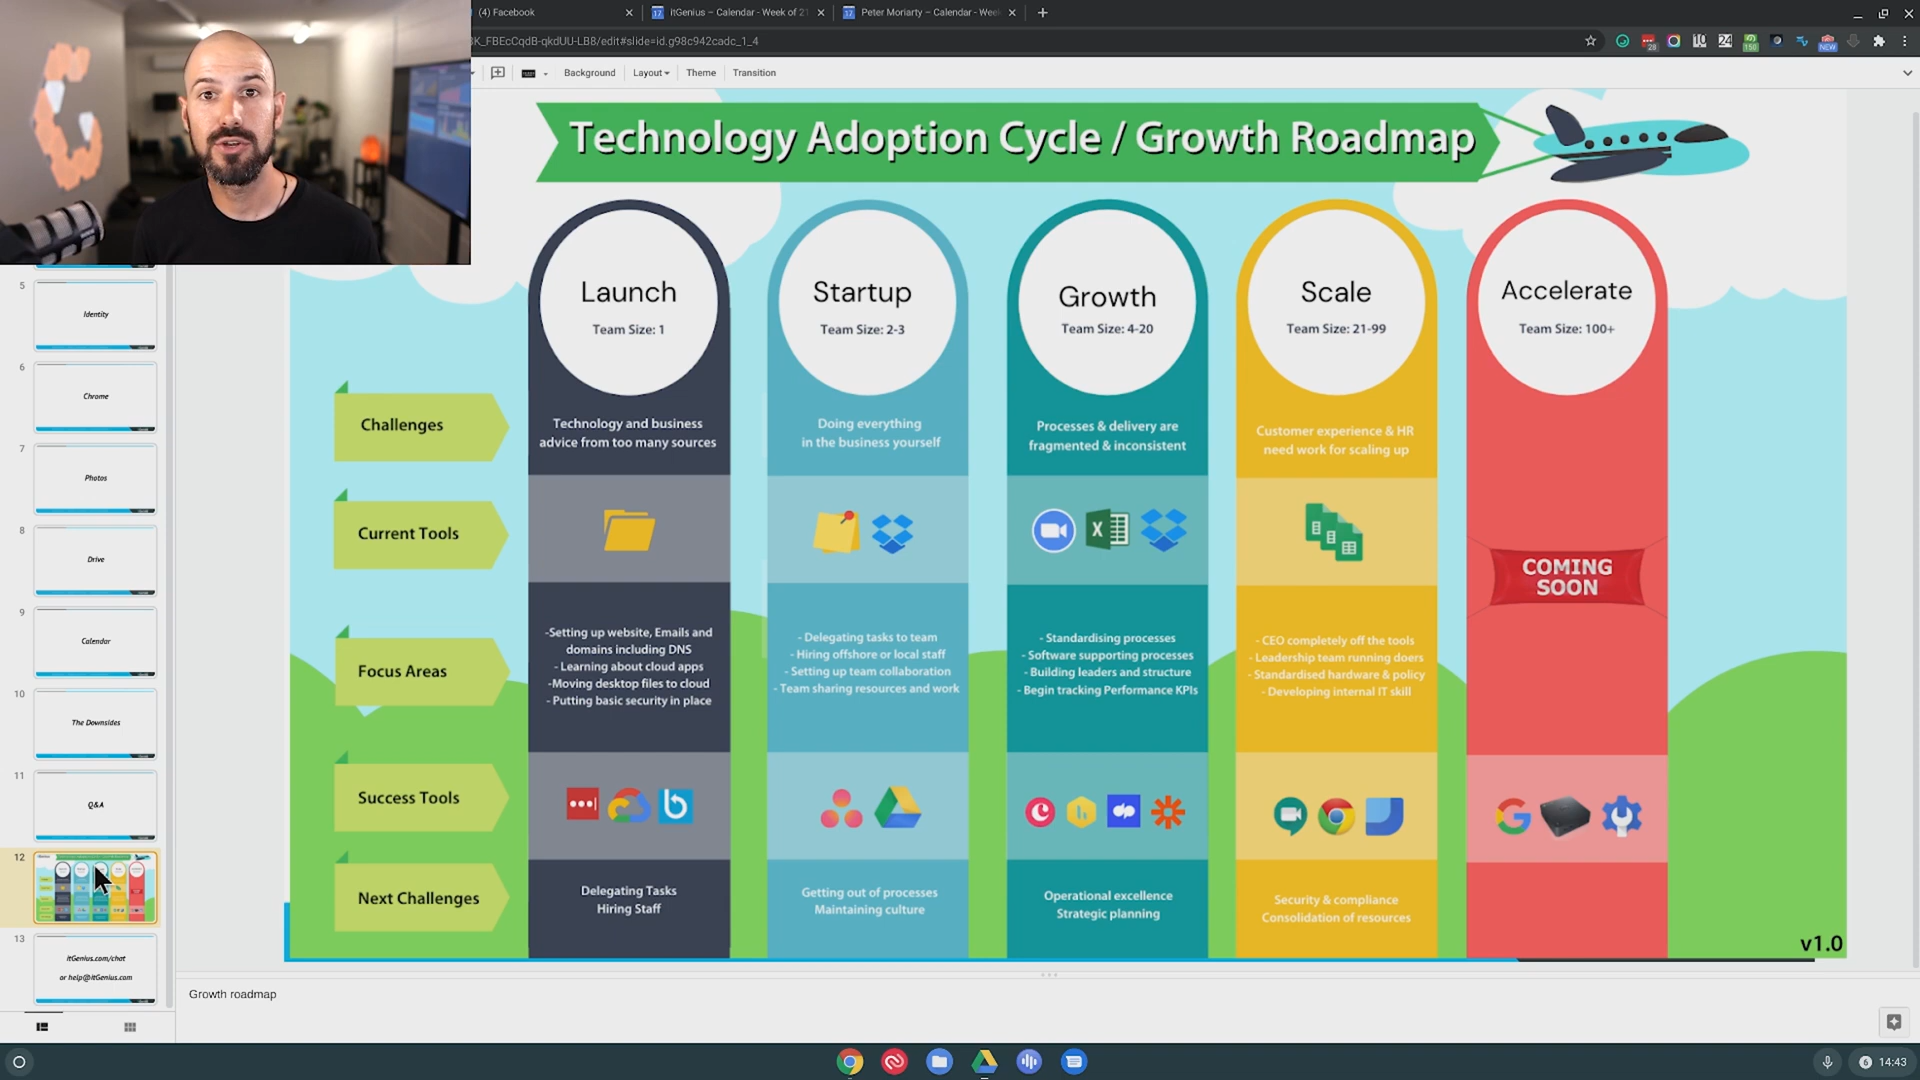 (4) Facebook
itGenius – Calendar - Week of 21
Peter Moriarty – Calendar - Wee
K_FBEcCqdB-qkdUU-LB8/edit#slide=id.g98c942cadc_1_4
Background
Layout
Theme
Transition
Technology Adoption Cycle / Growth Roadmap
Launch
Team Size: 1
Startup
Team Size: 2-3
Growth
Team Size: 4-20
Scale
Team Size: 21-99
Accelerate
Team Size: 100+
Challenges
Technology and business
advice from too many sources
Doing everything
in the business yourself
Processes & delivery are
fragmented & inconsistent
Customer experience & HR
need work for scaling up
Current Tools
COMING
SOON
Focus Areas
-Setting up website, Emails and
domains including DNS
- Learning about cloud apps
-Moving desktop files to cloud
- Putting basic security in place
- Delegating tasks to team
- Hiring offshore or local staff
- Setting up team collaboration
- Team sharing resources and work
- Standardising processes
- Software supporting processes
- Building leaders and structure
- Begin tracking Performance KPIs
- CEO completely off the tools
- Leadership team running doers
- Standardised hardware & policy
- Developing internal IT skill
Success Tools
Next Challenges
Delegating Tasks
Hiring Staff
Getting out of processes
Maintaining culture
Operational excellence
Strategic planning
Security & compliance
Consolidation of resources
v1.0
5
Identity
6
Chrome
7
Photos
8
Drive
9
Calendar
10
The Downsides
11
Q&A
12
13
itGenius.com/chat
or help@itGenius.com
Growth roadmap
6
14:43